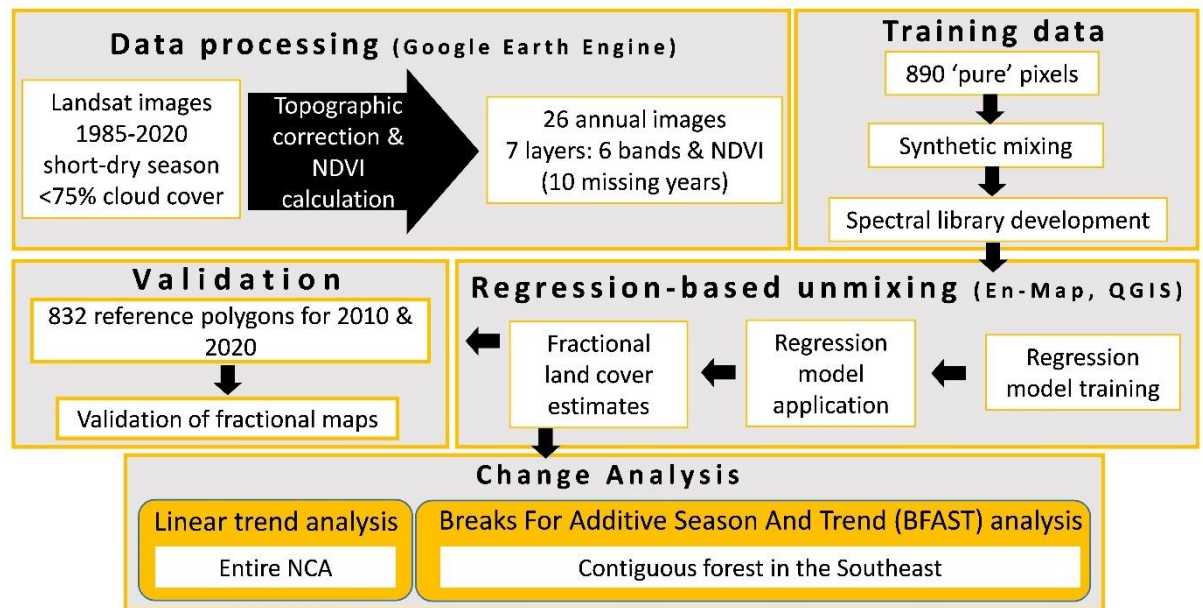 Data processing (Google Earth Engine)
Landsat images
1985-2020
short-dry season
<75% cloud cover
Topographic
correction &
NDVI
calculation
26 annual images
7 layers: 6 bands & NDVI
(10 missing years)
Training data
890 ‘pure’ pixels
Synthetic mixing
Spectral library development
Validation
832 reference polygons for 2010 &
2020
Validation of fractional maps
Regression-based unmixing (En-Map, QGIS)
Fractional
land cover
estimates
Regression
model
application
Regression
model training
Change Analysis
Linear trend analysis
Entire NCA
Breaks For Additive Season And Trend (BFAST) analysis
Contiguous forest in the Southeast